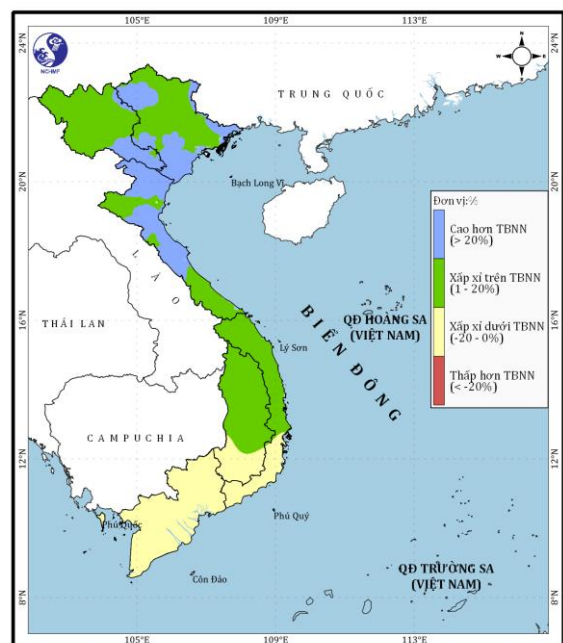 105°E
109°E
113°E
24°N
24°N
NCHMF
W
E
S
TRUNG QUỐC
20°N
20°N
Bạch Long Vĩ
Đơn vị:%
Cao hơn TBNN
(> 20%)
Xấp xỉ trên TBNN
(1 - 20%)
Xấp xỉ dưới TBNN
(-20 - 0%)
Thấp hơn TBNN
(< -20%)
LÀO
THÁI LAN
16°N
16°N
QĐ HOÀNG SA
(VIỆT NAM)
Lý Sơn
BIỂN ĐÔNG
CAMPUCHIA
12°N
12°N
Phú Quốc
Phú Quý
Côn Đảo
QĐ TRƯỜNG SA
(VIỆT NAM)
8°N
8°N
105°E
109°E
113°E